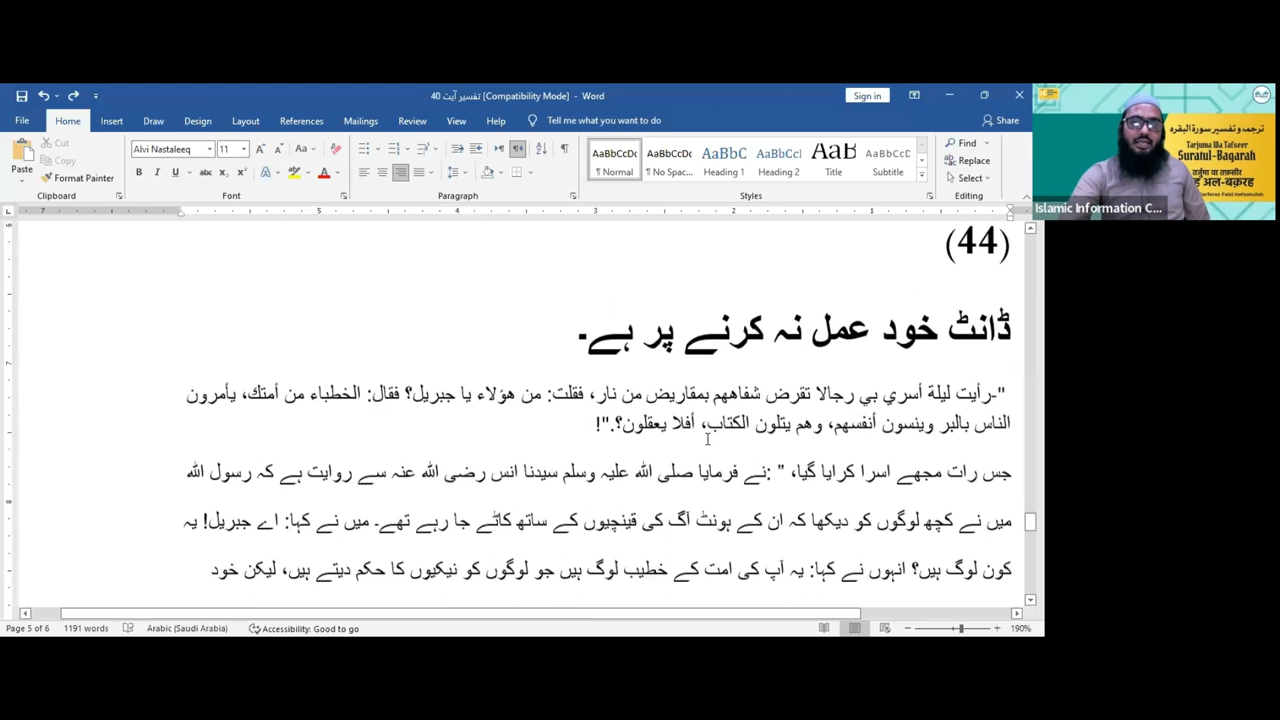 تفسير آيت 40 [Compatibility Mode] - Word
Sign in
File Home Insert Draw Design Layout References Mailings Review View Help Tell me what you want to do Share
Paste Cut Copy Format Painter
Alvi Nastaleeq 11
AaBbCcDc AaBbCcDc AaBbC AaBbCcI AaB AaBbCcD
¶ Normal ¶ No Spac... Heading 1 Heading 2 Title Subtitle
Find Replace Select
Clipboard Font Paragraph Styles Editing
ترجمہ و تفسیر سورۃ البقرہ
Tarjuma Wa Tafseer
Suratul-Baqarah
तर्जुमा वा तफ़सीर
अल-बक़रह
Islamic Information C...
(44)
ڈانٹ خود عمل نہ کرنے پر ہے۔
"-رأيت ليلة أسري بي رجالا تقرض شفاههم بمقاريض من نار، فقلت: من هؤلاء يا جبريل؟ فقال: الخطباء من أمتك، يأمرون
الناس بالبر وينسون أنفسهم، وهم يتلون الكتاب، أفلا يعقلون؟."!
جس رات مجھے اسرا کرایا گیا، " :نے فرمایا صلی اللہ علیہ وسلم سیدنا انس رضی اللہ عنہ سے روایت ہے کہ رسول اللہ
میں نے کچھ لوگوں کو دیکھا کہ ان کے ہونٹ آگ کی قینچیوں کے ساتھ کاٹے جا رہے تھے۔ میں نے کہا: اے جبریل! یہ
کون لوگ ہیں؟ انہوں نے کہا: یہ آپ کی امت کے خطیب لوگ ہیں جو لوگوں کو نیکیوں کا حکم دیتے ہیں، لیکن خود
Page 5 of 6 1191 words Arabic (Saudi Arabia) Accessibility: Good to go 190%